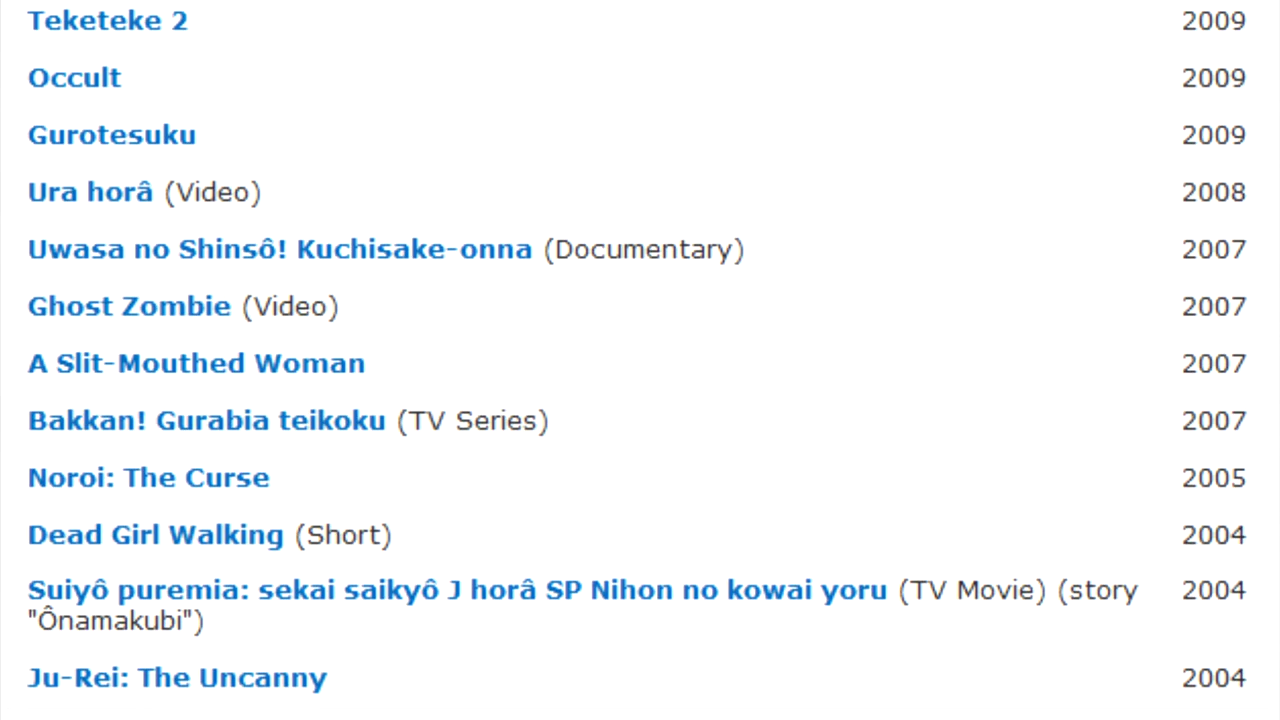 Teketeke 2 2009
Occult 2009
Gurotesuku 2009
Ura horâ (Video) 2008
Uwasa no Shinsô! Kuchisake-onna (Documentary) 2007
Ghost Zombie (Video) 2007
A Slit-Mouthed Woman 2007
Bakkan! Gurabia teikoku (TV Series) 2007
Noroi: The Curse 2005
Dead Girl Walking (Short) 2004
Suiyô puremia: sekai saikyô J horâ SP Nihon no kowai yoru (TV Movie) (story 2004
"Ônamakubi")
Ju-Rei: The Uncanny 2004